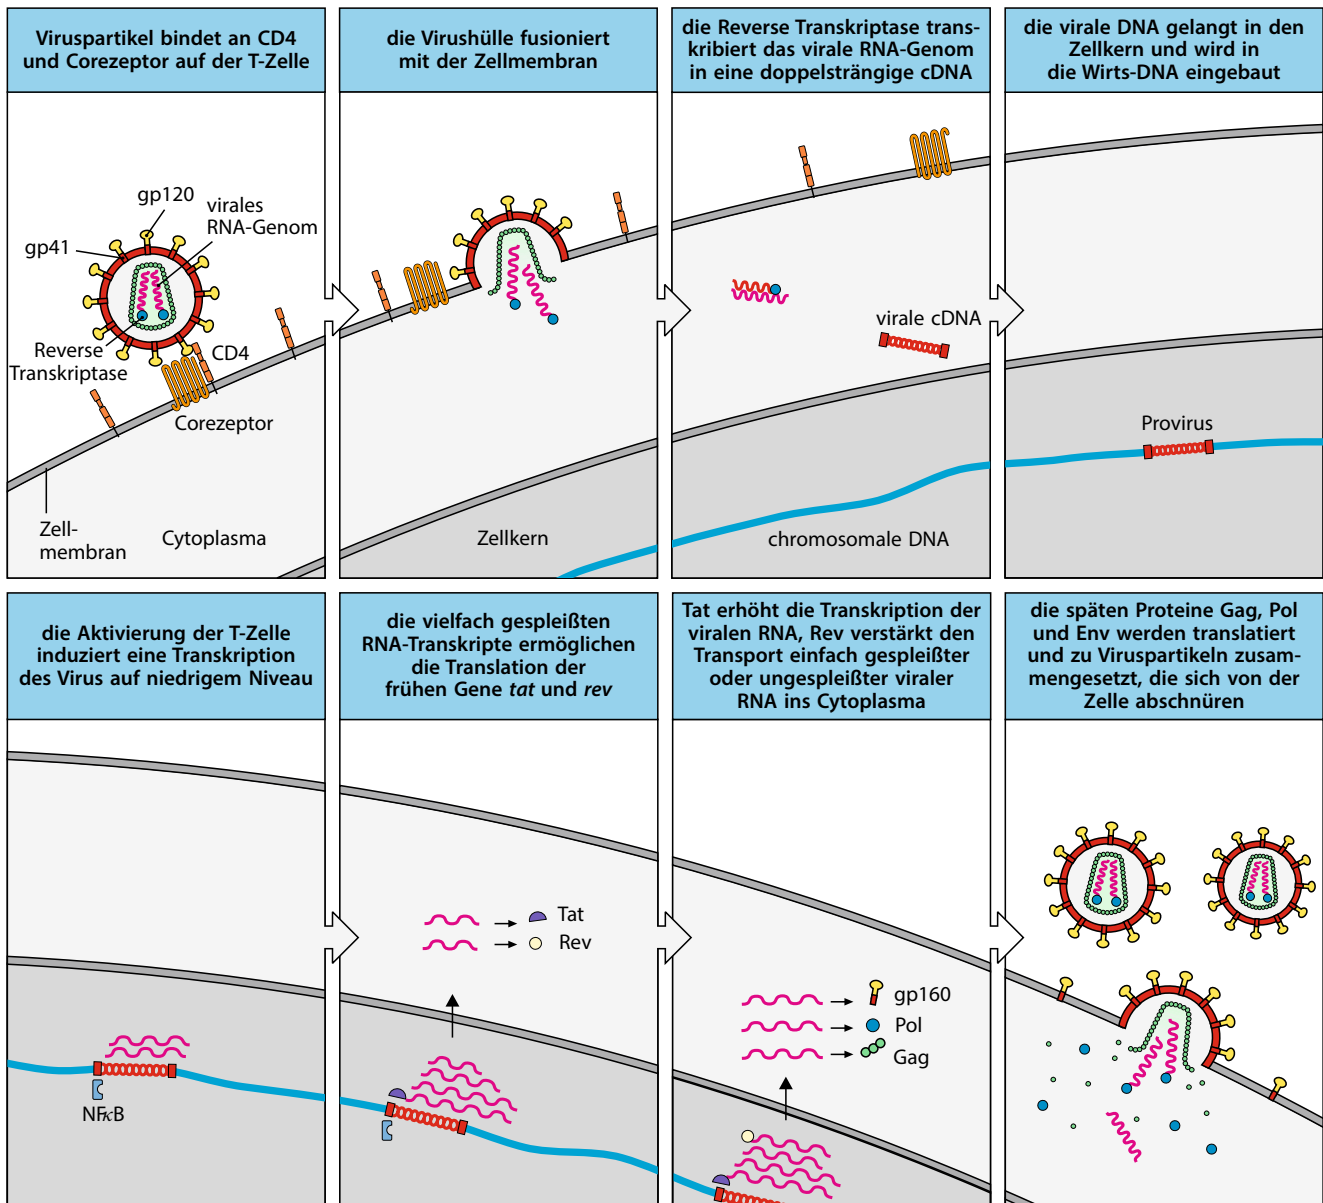 Viruspartikel bindet an CD4
und Corezeptor auf der T-Zelle
die Virushülle fusioniert
mit der Zellmembran
die Reverse Transkriptase trans-
kribiert das virale RNA-Genom
in eine doppelsträngige cDNA
die virale DNA gelangt in den
Zellkern und wird in
die Wirts-DNA eingebaut
gp120
virales
RNA-Genom
gp41
Reverse
Transkriptase
CD4
Corezeptor
Zell-
membran
Cytoplasma
Zellkern
virale cDNA
chromosomale DNA
Provirus
die Aktivierung der T-Zelle
induziert eine Transkription
des Virus auf niedrigem Niveau
die vielfach gespleißten
RNA-Transkripte ermöglichen
die Translation der
frühen Gene tat und rev
Tat erhöht die Transkription der
viralen RNA, Rev verstärkt den
Transport einfach gespleißter
oder ungespleißter viraler
RNA ins Cytoplasma
die späten Proteine Gag, Pol
und Env werden translatiert
und zu Viruspartikeln zusam-
mengesetzt, die sich von der
Zelle abschnüren
NFκB
Tat
Rev
gp160
Pol
Gag